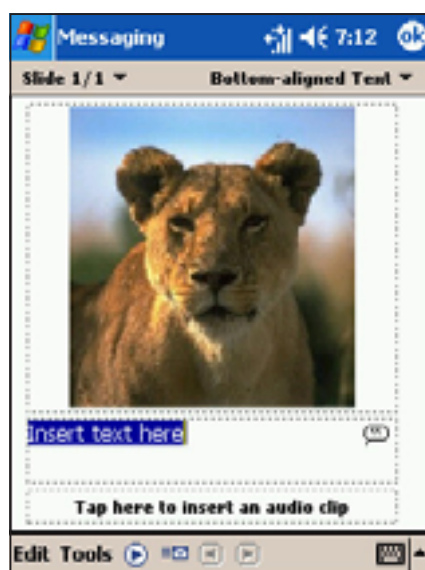 Messaging 7:12 ok
Slide 1/1 Bottom-aligned Text
Insert text here
Tap here to insert an audio clip
Edit Tools